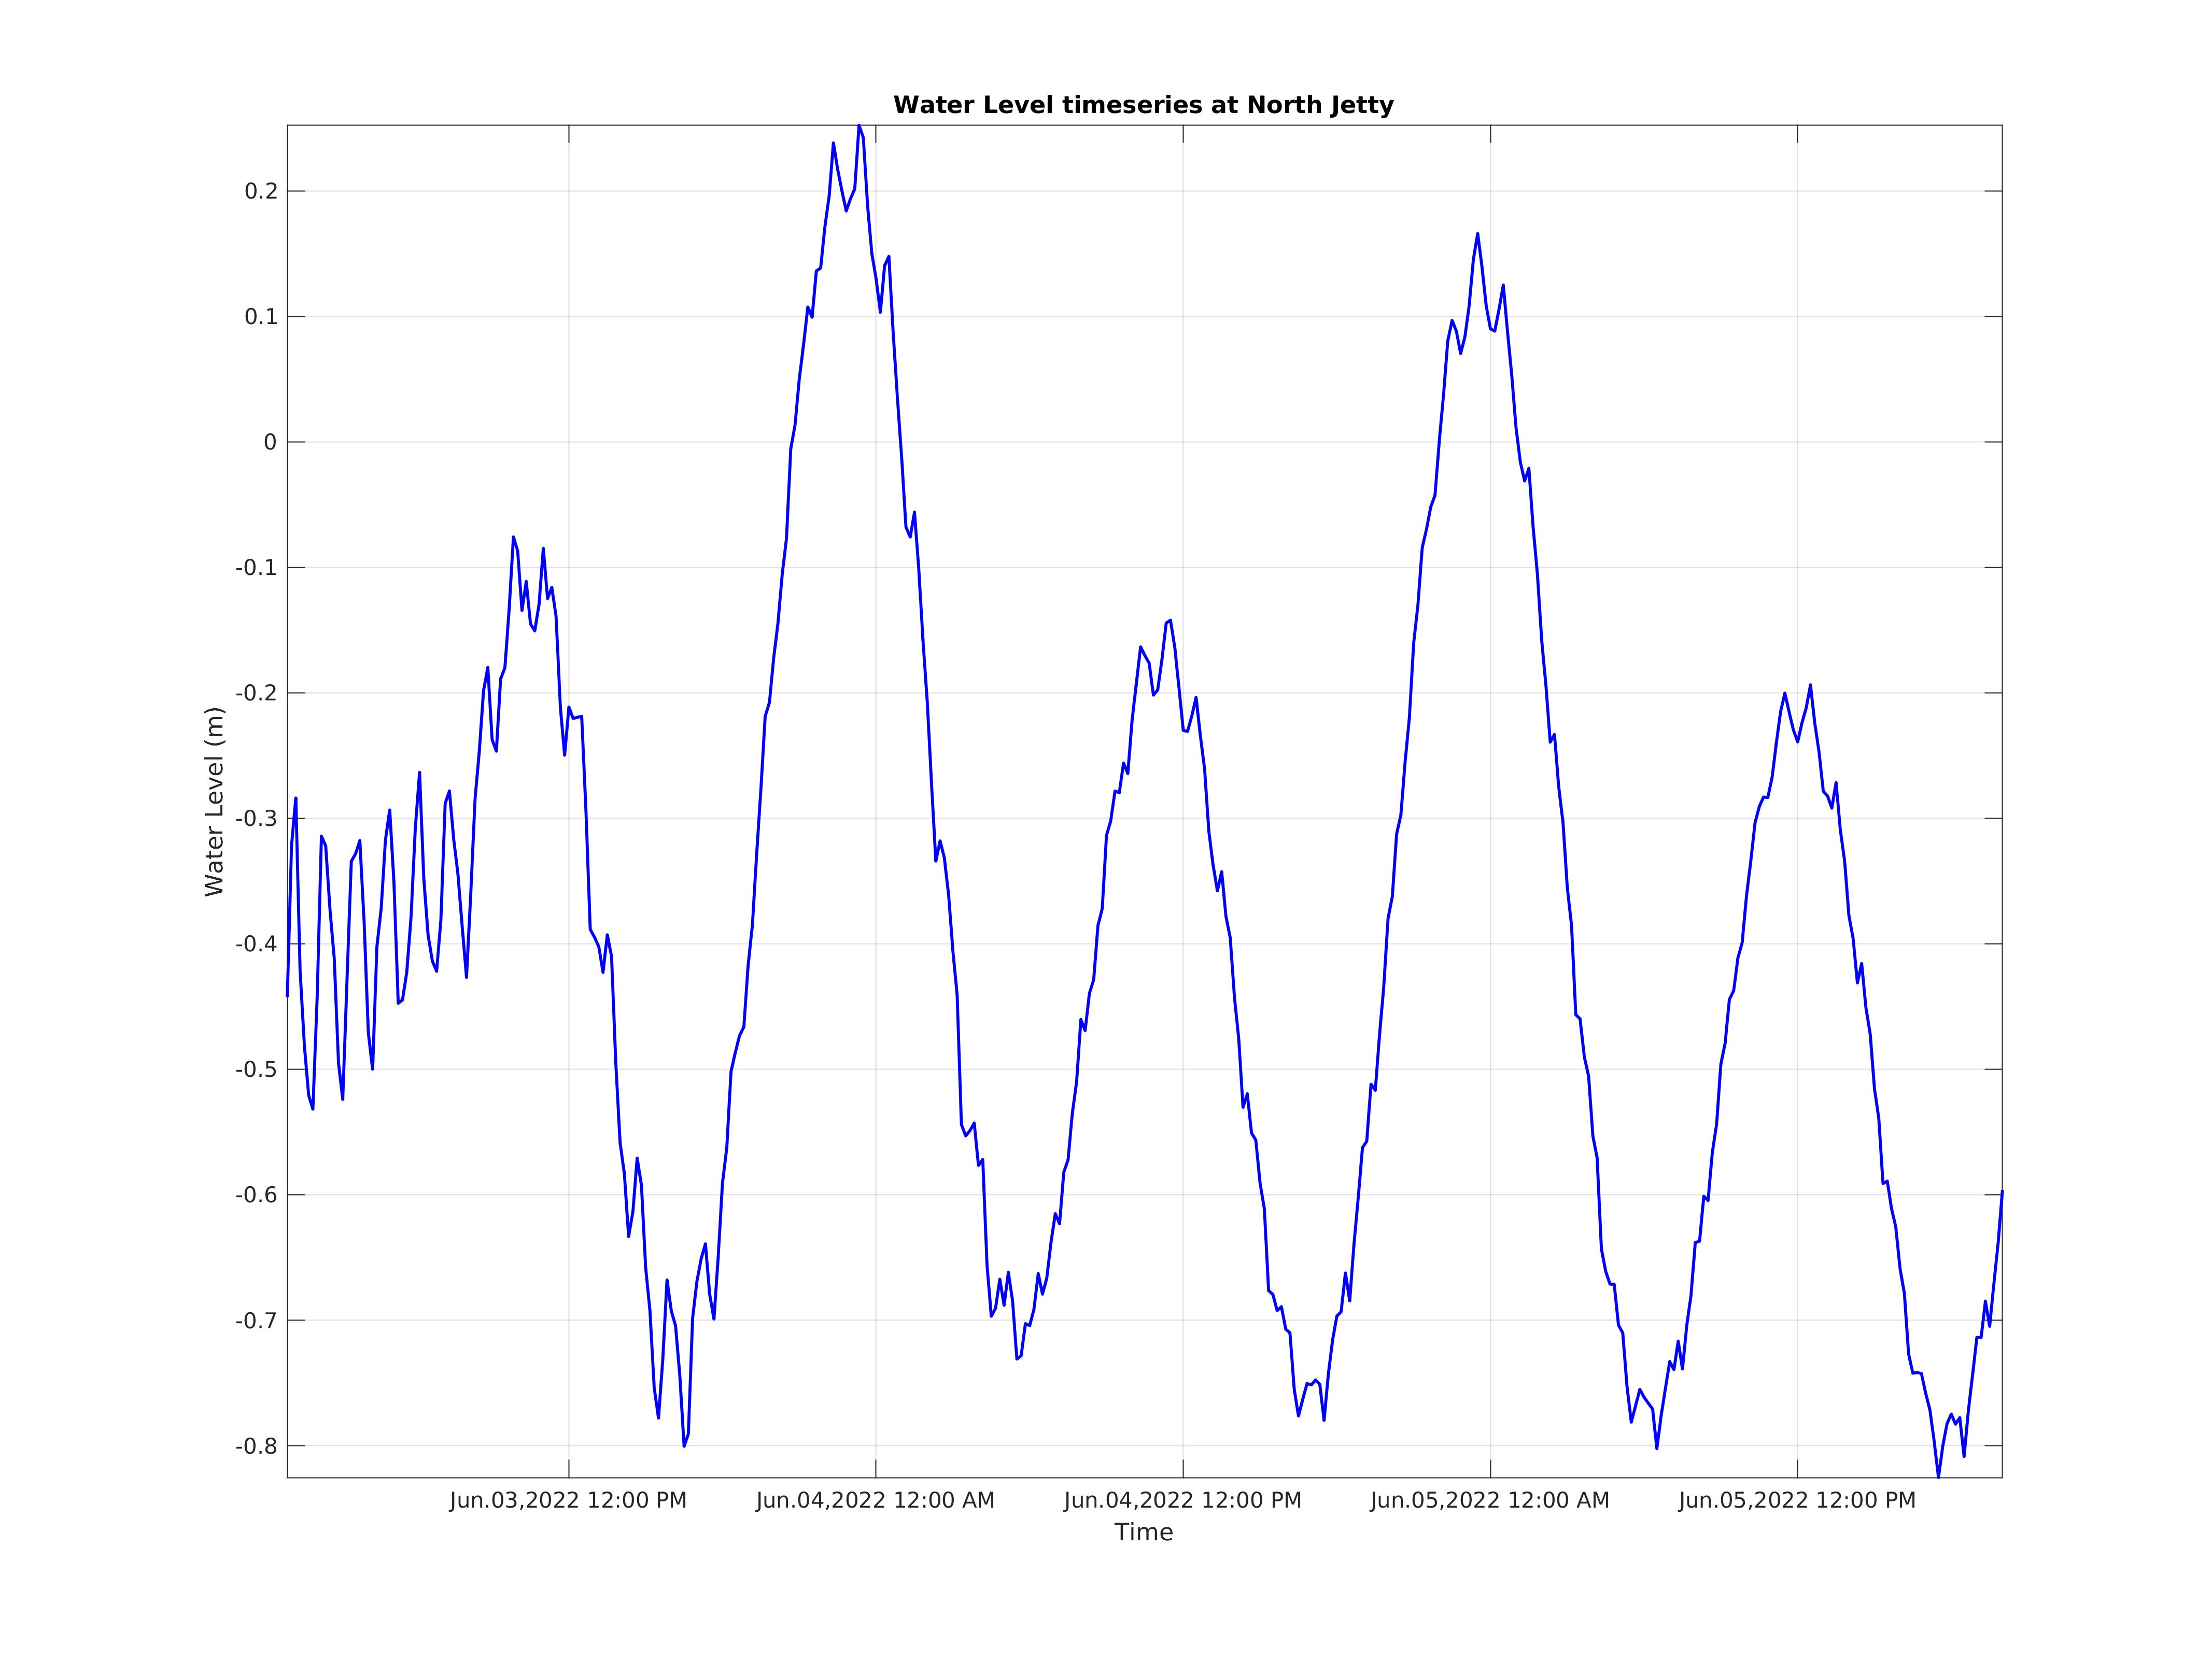 Water Level timeseries at North Jetty
0.2
0.1
0
-0.1
-0.2
-0.3
-0.4
-0.5
-0.6
-0.7
-0.8
Water Level (m)
Jun.03,2022 12:00 PM Jun.04,2022 12:00 AM Jun.04,2022 12:00 PM Jun.05,2022 12:00 AM Jun.05,2022 12:00 PM
Time